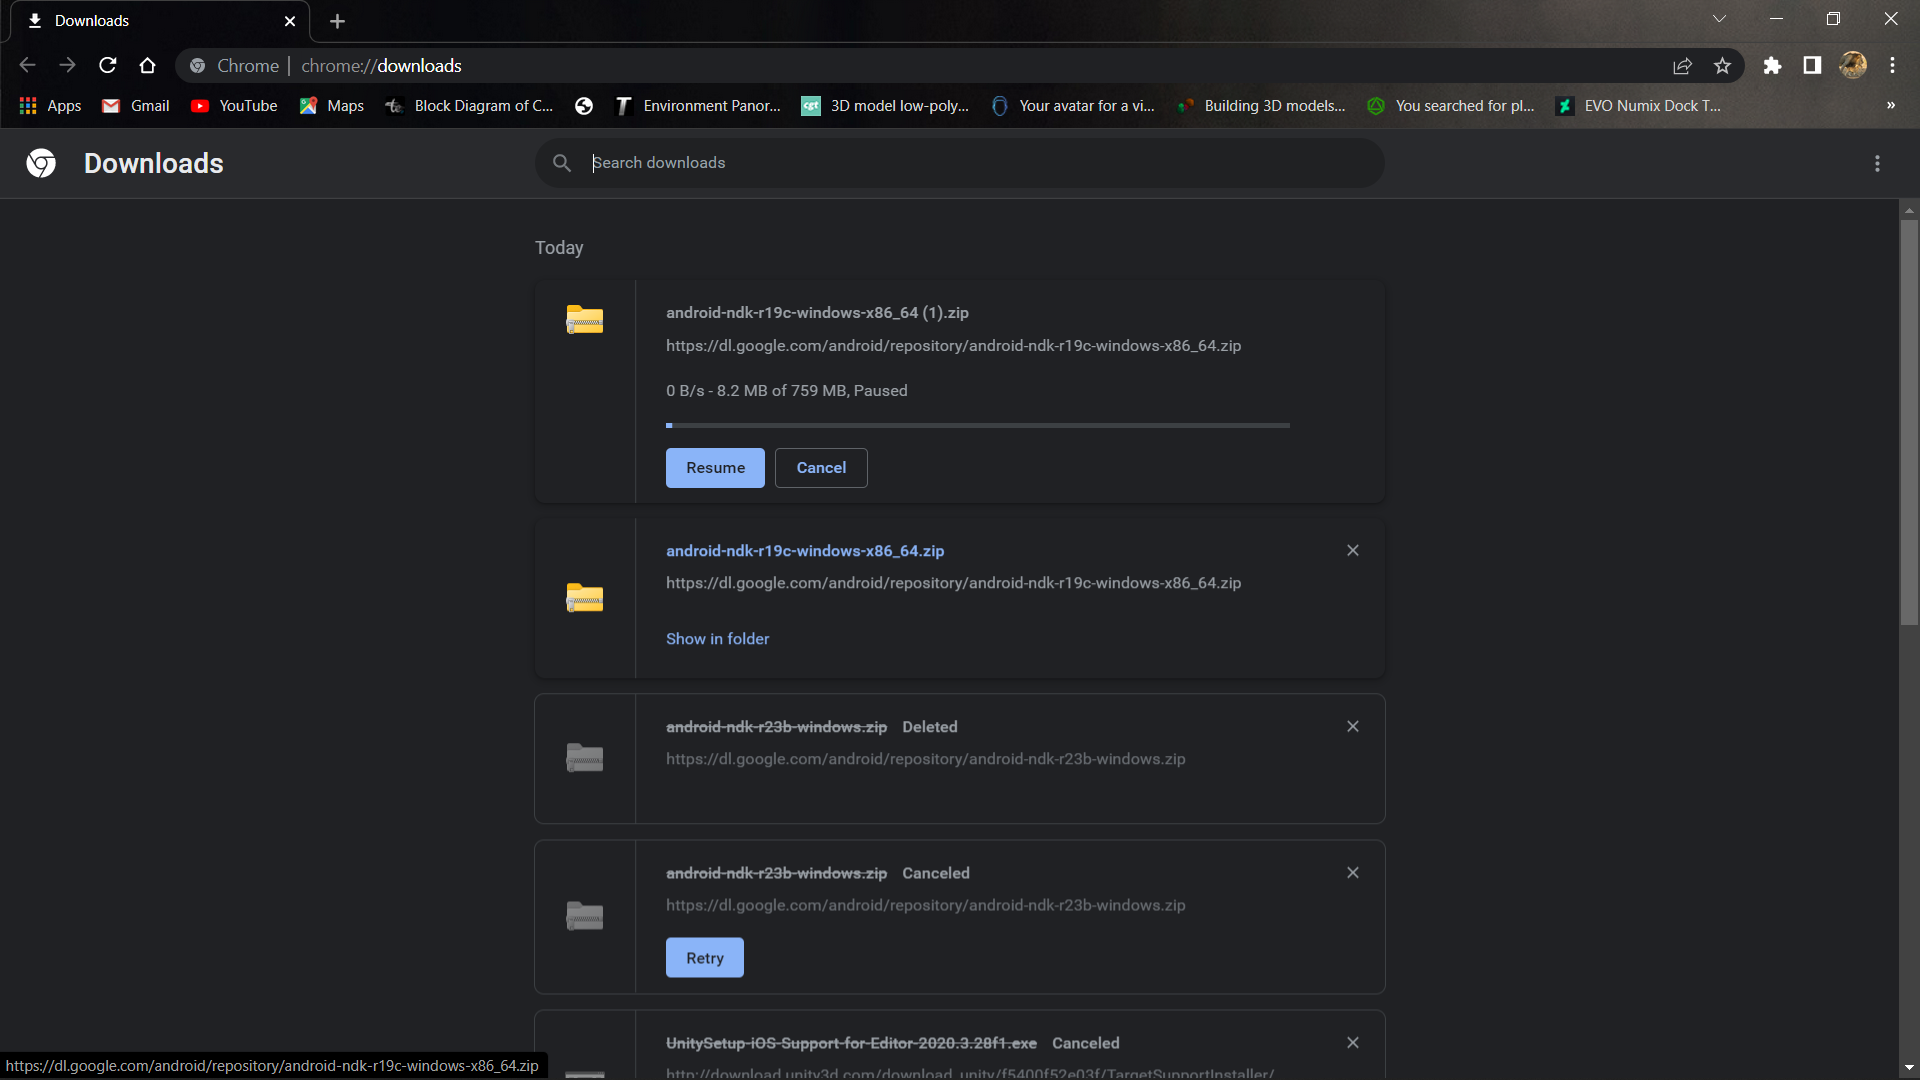 Downloads
Chrome | chrome://downloads
Apps Gmail YouTube Maps Block Diagram of C... Environment Panor... 3D model low-poly... Your avatar for a vi... Building 3D models... You searched for pl... EVO Numix Dock T... »
Downloads Search downloads
Today
android-ndk-r19c-windows-x86_64 (1).zip
https://dl.google.com/android/repository/android-ndk-r19c-windows-x86_64.zip
0 B/s - 8.2 MB of 759 MB, Paused
Resume Cancel
android-ndk-r19c-windows-x86_64.zip
https://dl.google.com/android/repository/android-ndk-r19c-windows-x86_64.zip
Show in folder
android-ndk-r23b-windows.zip Deleted
https://dl.google.com/android/repository/android-ndk-r23b-windows.zip
android-ndk-r23b-windows.zip Canceled
https://dl.google.com/android/repository/android-ndk-r23b-windows.zip
Retry
UnitySetup-iOS-Support-for-Editor-2020.3.28f1.exe Canceled
http://download.unity3d.com/download_unity/f5400f52e03f/TargetSupportInstaller/
https://dl.google.com/android/repository/android-ndk-r19c-windows-x86_64.zip